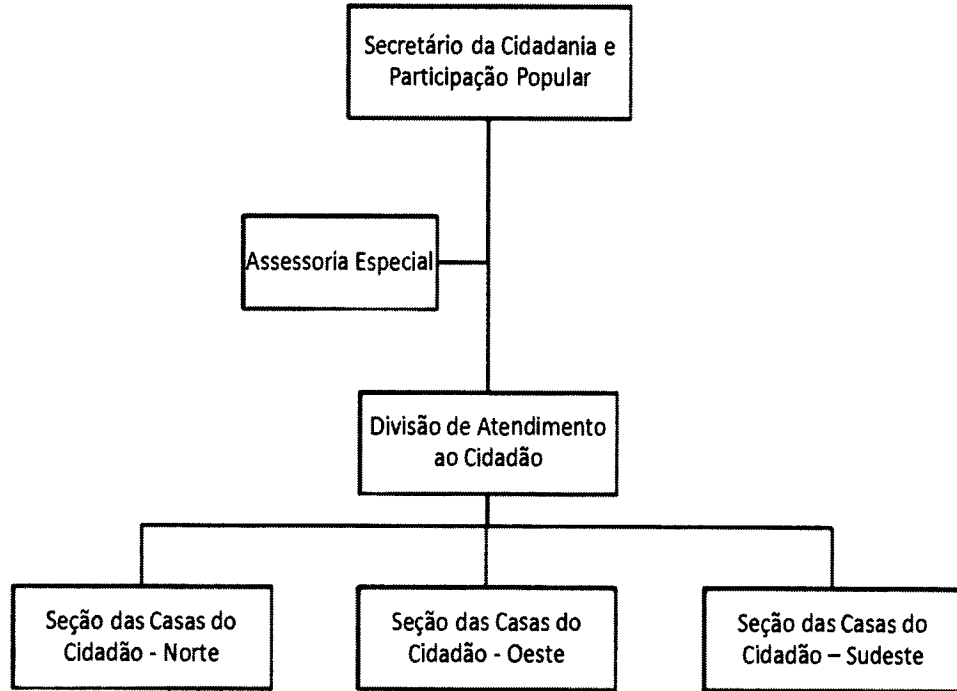 Secretário da Cidadania e
Participação Popular
Assessoria Especial
Divisão de Atendimento
ao Cidadão
Seção das Casas do
Cidadão - Norte
Seção das Casas do
Cidadão - Oeste
Seção das Casas do
Cidadão – Sudeste